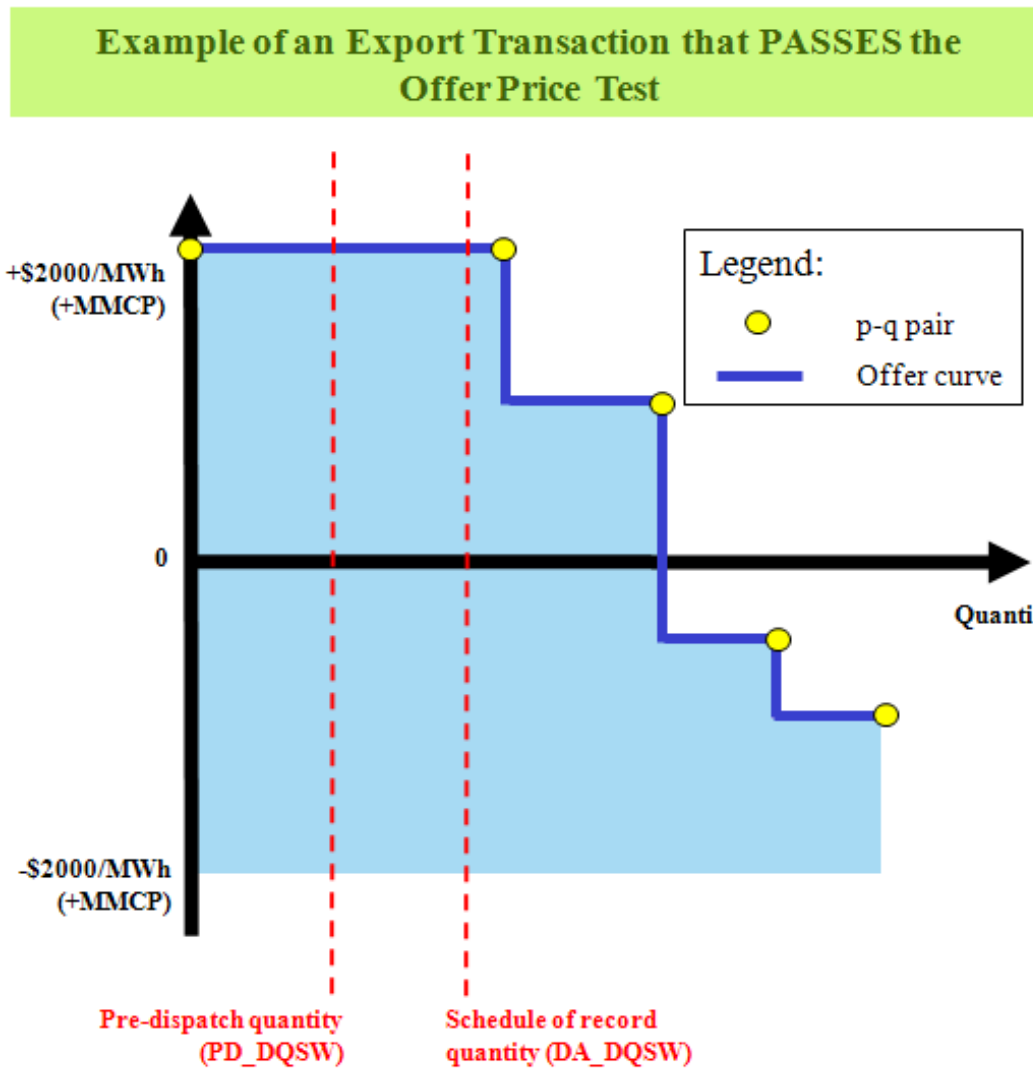 Example of an Export Transaction that PASSES the
Offer Price Test
+$2000/MWh
(+MMCP)
Legend:
p-q pair
Offer curve
0
Quanti
-$2000/MWh
(+MMCP)
Pre-dispatch quantity
(PD_DQSW)
Schedule of record
quantity (DA_DQSW)